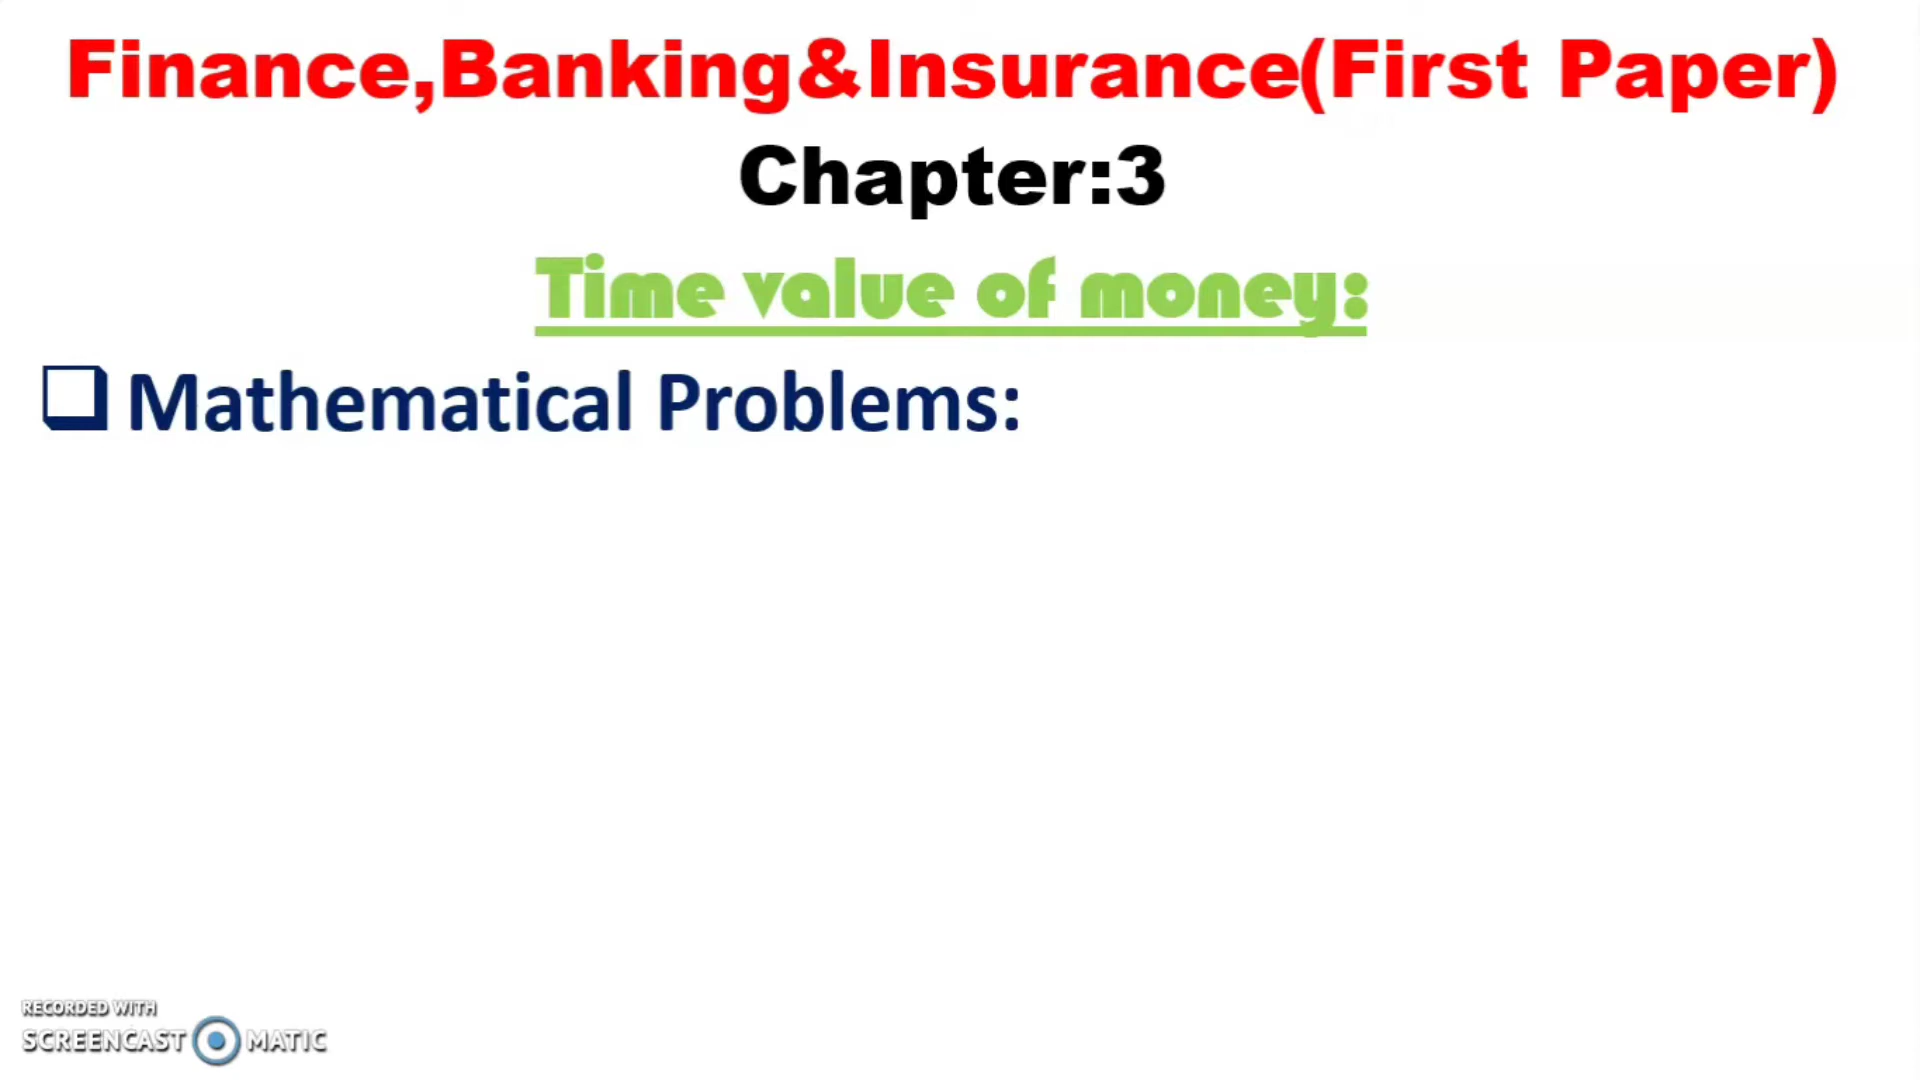 Finance,Banking&Insurance(First Paper)
Chapter:3
Time value of money:
Mathematical Problems:
RECORDED WITH
SCREENCAST MATIC